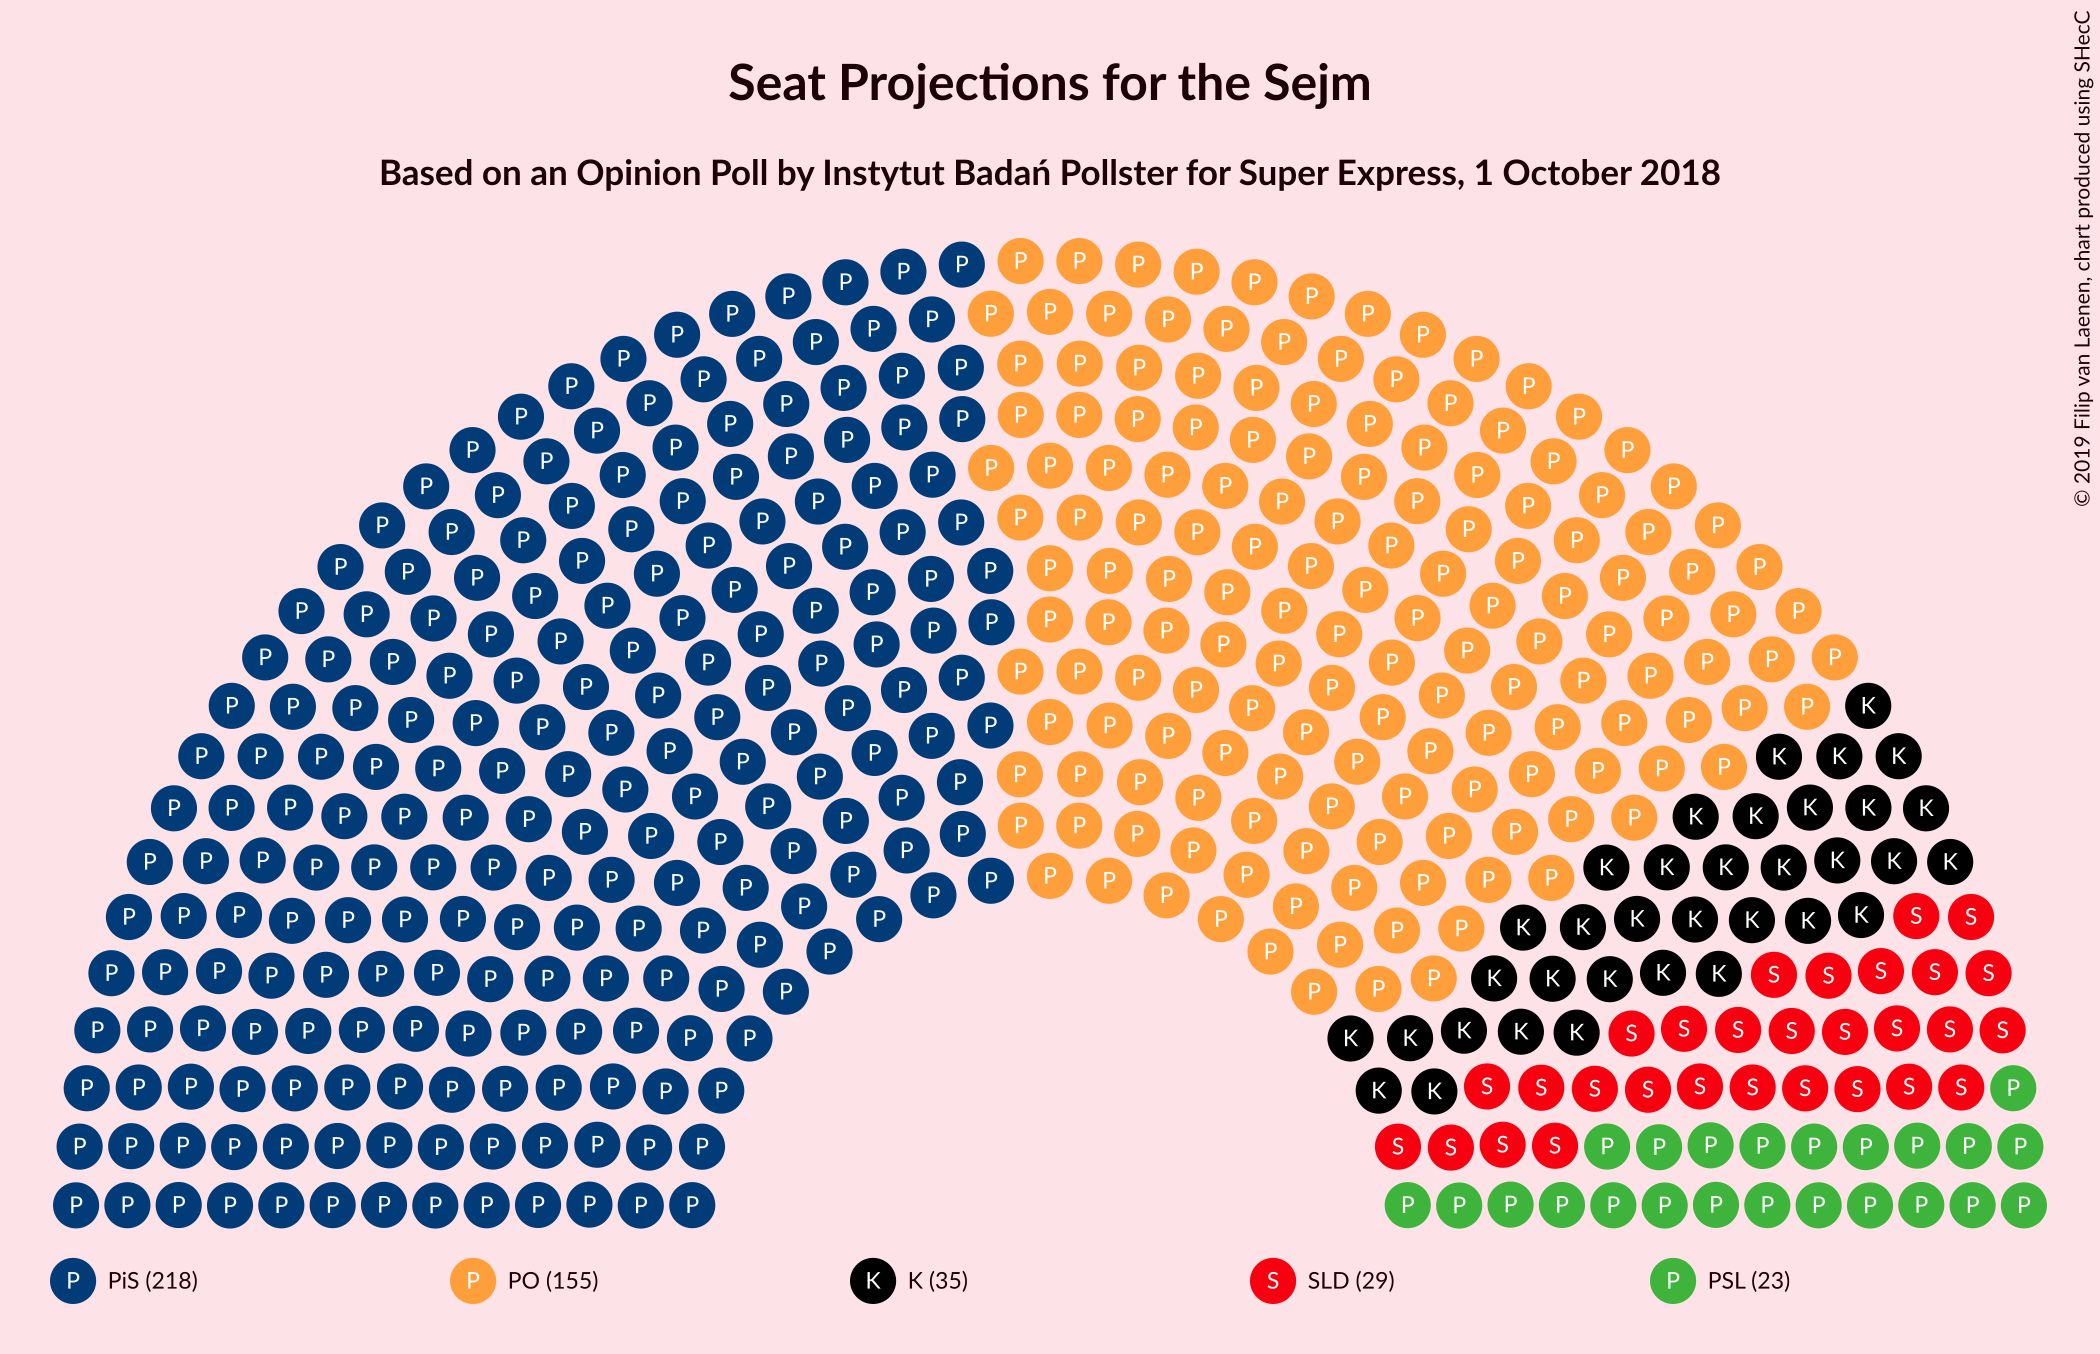 Seat Projections for the Sejm
Based on an Opinion Poll by Instytut Badań Pollster for Super Express, 1 October 2018
© 2019 Filip van Laenen, chart produced using SHecC
P PiS (218)
P PO (155)
K K (35)
S SLD (29)
P PSL (23)